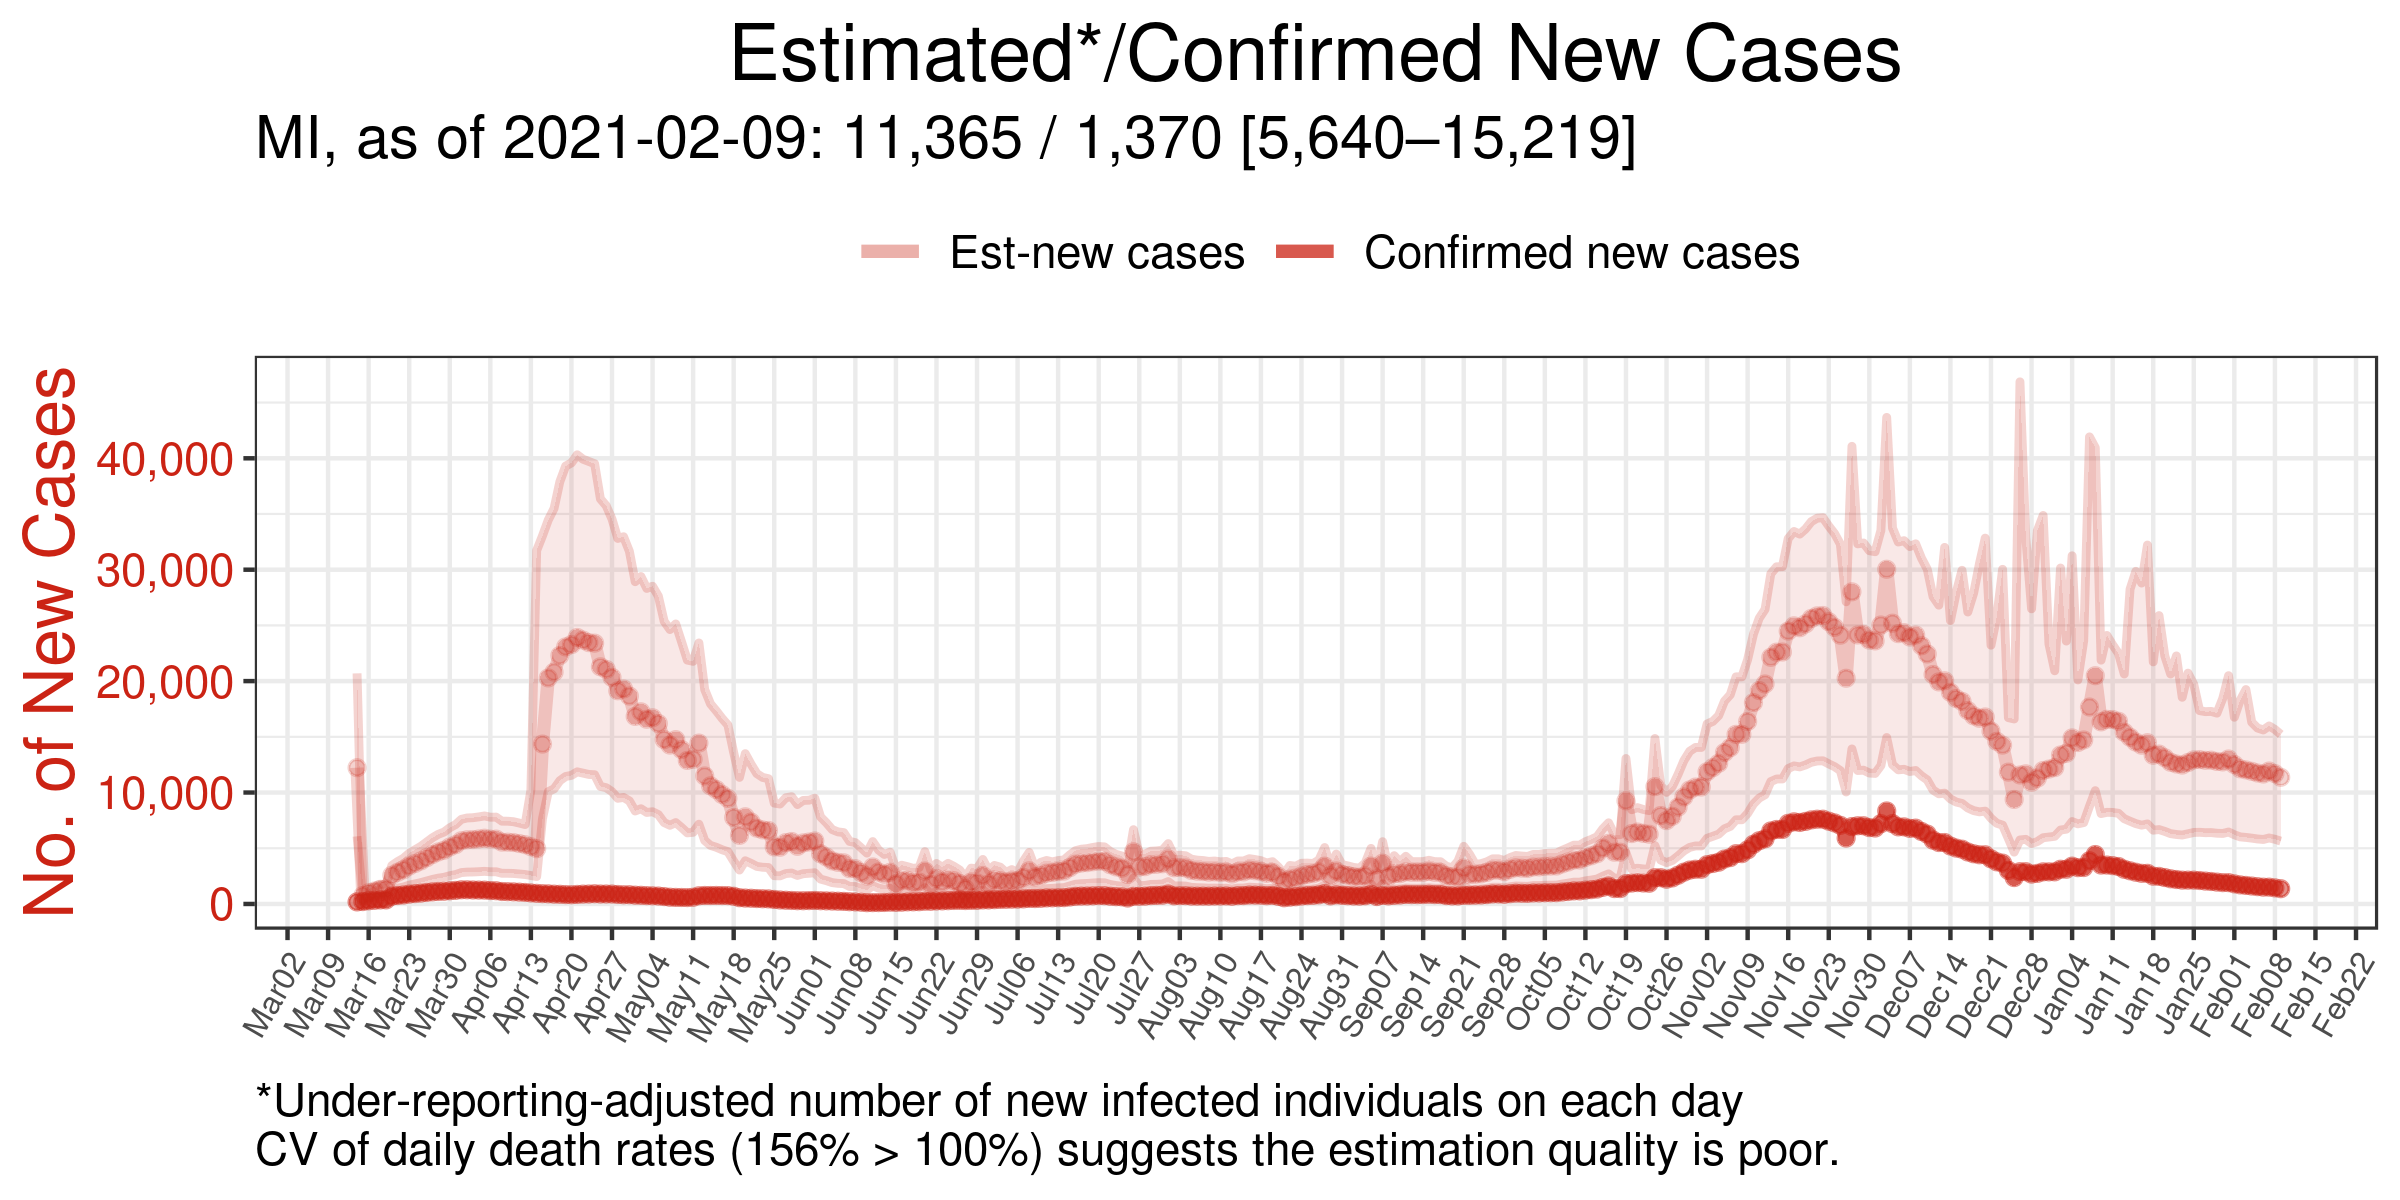 Estimated*/Confirmed New Cases
MI, as of 2021-02-09: 11,365 / 1,370 [5,640–15,219]
Est-new cases Confirmed new cases
No. of New Cases
40,000
30,000
20,000
10,000
0
Mar02 Mar09 Mar16 Mar23 Mar30 Apr06 Apr13 Apr20 Apr27 May04 May11 May18 May25 Jun01 Jun08 Jun15 Jun22 Jun29 Jul06 Jul13 Jul20 Jul27 Aug03 Aug10 Aug17 Aug24 Aug31 Sep07 Sep14 Sep21 Sep28 Oct05 Oct12 Oct19 Oct26 Nov02 Nov09 Nov16 Nov23 Nov30 Dec07 Dec14 Dec21 Dec28 Jan04 Jan11 Jan18 Jan25 Feb01 Feb08 Feb15 Feb22
*Under-reporting-adjusted number of new infected individuals on each day
CV of daily death rates (156% > 100%) suggests the estimation quality is poor.